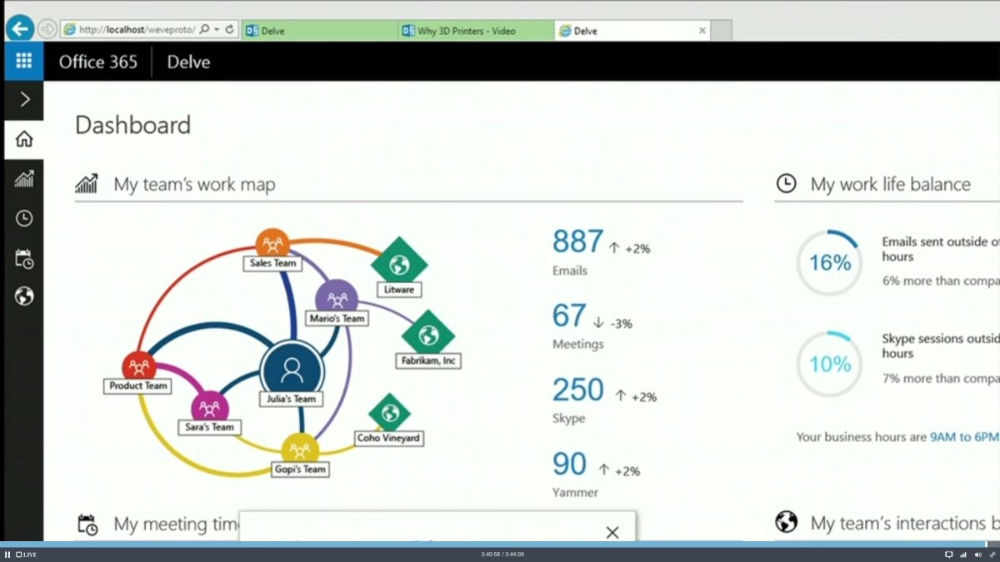 http://localhost/weveproto/
Delve
Why 3D Printers - Video
Delve
Office 365
Delve
Dashboard
My team's work map
My work life balance
Sales Team
Litware
Mario's Team
Fabrikam, Inc
Product Team
Julia's Team
Sara's Team
Coho Vineyard
Gopi's Team
887 ↑ +2%
Emails
67 ↓ -3%
Meetings
250 ↑ +2%
Skype
90 ↑ +2%
Yammer
16%
Emails sent outside o
hours
6% more than compa
10%
Skype sessions outsid
hours
7% more than compa
Your business hours are 9AM to 6PM
My meeting tim
My team's interactions b
LIVE
3:40:58 / 3:44:09